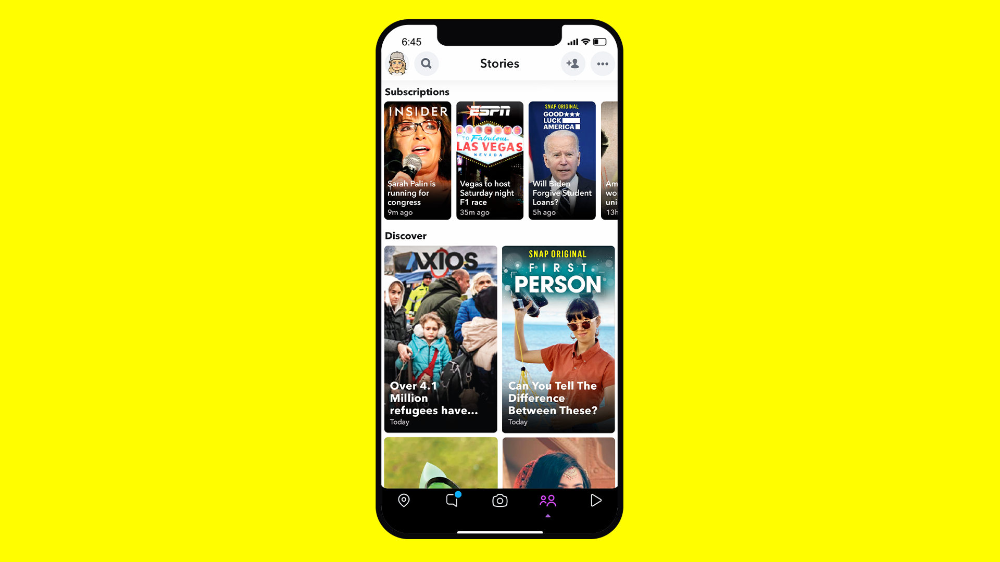 6:45
Stories
Subscriptions
INSIDER
Sarah Palin is
running for
congress
9m ago
ESPN
WELCOME
TO Fabulous
LAS VEGAS
NEVADA
Vegas to host
Saturday night
F1 race
35m ago
SNAP ORIGINAL
GOOD
LUCK
AMERICA
Will Biden
Forgive Student
Loans?
5h ago
Am
wo
uni
13h
Discover
AXIOS
Over 4.1
Million
refugees have...
Today
SNAP ORIGINAL
FIRST
PERSON
Can You Tell The
Difference
Between These?
Today